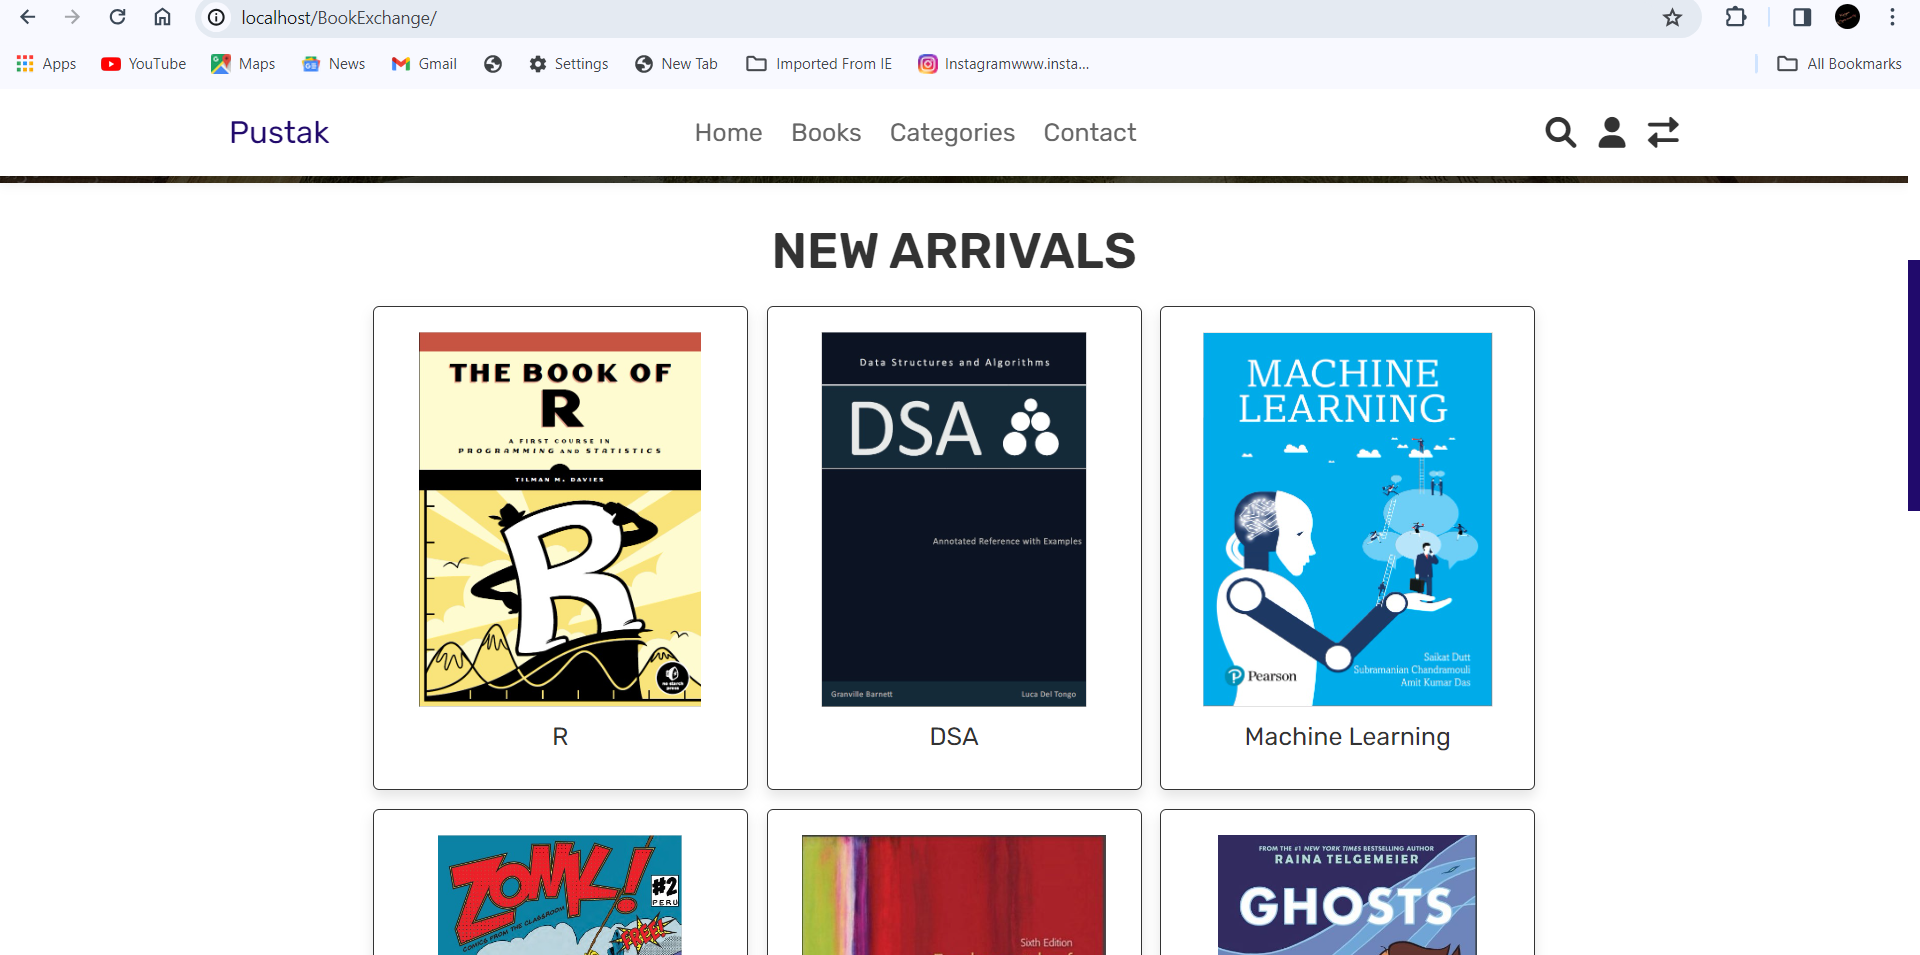 localhost/BookExchange/
Apps YouTube Maps News Gmail Settings New Tab Imported From IE Instagramwww.insta... All Bookmarks
Pustak Home Books Categories Contact
NEW ARRIVALS
THE BOOK OF
R
A FIRST COURSE IN
PROGRAMMING AND STATISTICS
TILMAN M. DAVIES
no starch
press
R
Data Structures and Algorithms
DSA
Annotated Reference with Examples
Granville Barnett Luca Del Tongo
DSA
MACHINE
LEARNING
Saikat Dutt
Subramanian Chandramouli
Amit Kumar Das
Pearson
Machine Learning
ZOMK!
#2
PERU
COMICS FROM THE CLASSROOM
FREE!
Sixth Edition
FROM THE #1 NEW YORK TIMES BESTSELLING AUTHOR
RAINA TELGEMEIER
GHOSTS